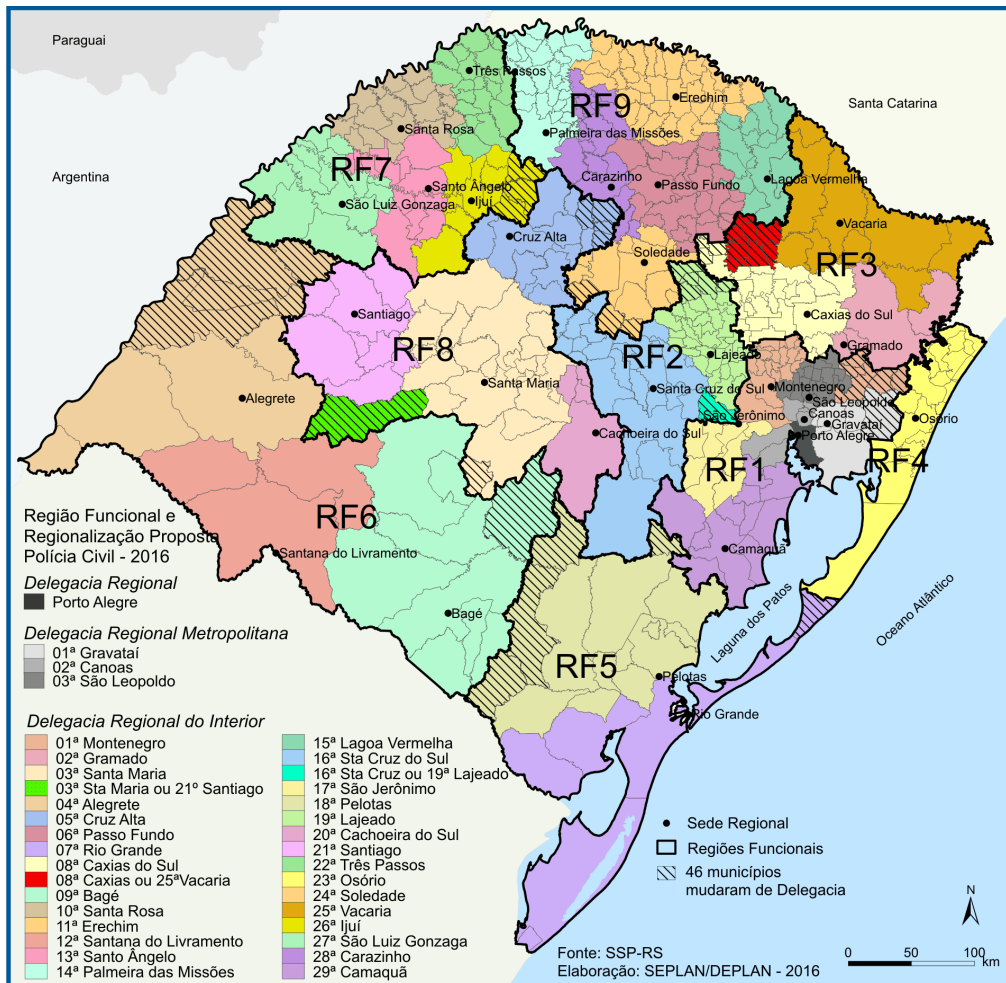 Paraguai
Argentina
Santa Catarina
Três Passos
RF9
Erechim
Santa Rosa
Palmeira das Missões
RF7
Santo Ângelo
Ijuí
Carazinho
Passo Fundo
Lagoa Vermelha
São Luiz Gonzaga
Cruz Alta
Vacaria
Soledade
RF3
Santiago
Caxias do Sul
RF8
RF2
Lajeado
Gramado
Santa Maria
Santa Cruz do Sul
Montenegro
Alegrete
São Leopoldo
São Jerônimo
Canoas
Gravataí
Osório
Cachoeira do Sul
Porto Alegre
RF1
RF4
RF6
Santana do Livramento
Camaquã
Bagé
Laguna dos Patos
Oceano Atlântico
RF5
Pelotas
Rio Grande
Região Funcional e
Regionalização Proposta
Polícia Civil - 2016
Delegacia Regional
Porto Alegre
Delegacia Regional Metropolitana
01ª Gravataí
02ª Canoas
03ª São Leopoldo
Delegacia Regional do Interior
01ª Montenegro
02ª Gramado
03ª Santa Maria
03ª Sta Maria ou 21º Santiago
04ª Alegrete
05ª Cruz Alta
06ª Passo Fundo
07ª Rio Grande
08ª Caxias do Sul
08ª Caxias ou 25ªVacaria
09ª Bagé
10ª Santa Rosa
11ª Erechim
12ª Santana do Livramento
13ª Santo Ângelo
14ª Palmeira das Missões
15ª Lagoa Vermelha
16ª Sta Cruz do Sul
16ª Sta Cruz ou 19ª Lajeado
17ª São Jerônimo
18ª Pelotas
19ª Lajeado
20ª Cachoeira do Sul
21ª Santiago
22ª Três Passos
23ª Osório
24ª Soledade
25ª Vacaria
26ª Ijuí
27ª São Luiz Gonzaga
28ª Carazinho
29ª Camaquã
Sede Regional
Regiões Funcionais
46 municípios
mudaram de Delegacia
N
Fonte: SSP-RS
Elaboração: SEPLAN/DEPLAN - 2016
0 50 100
km